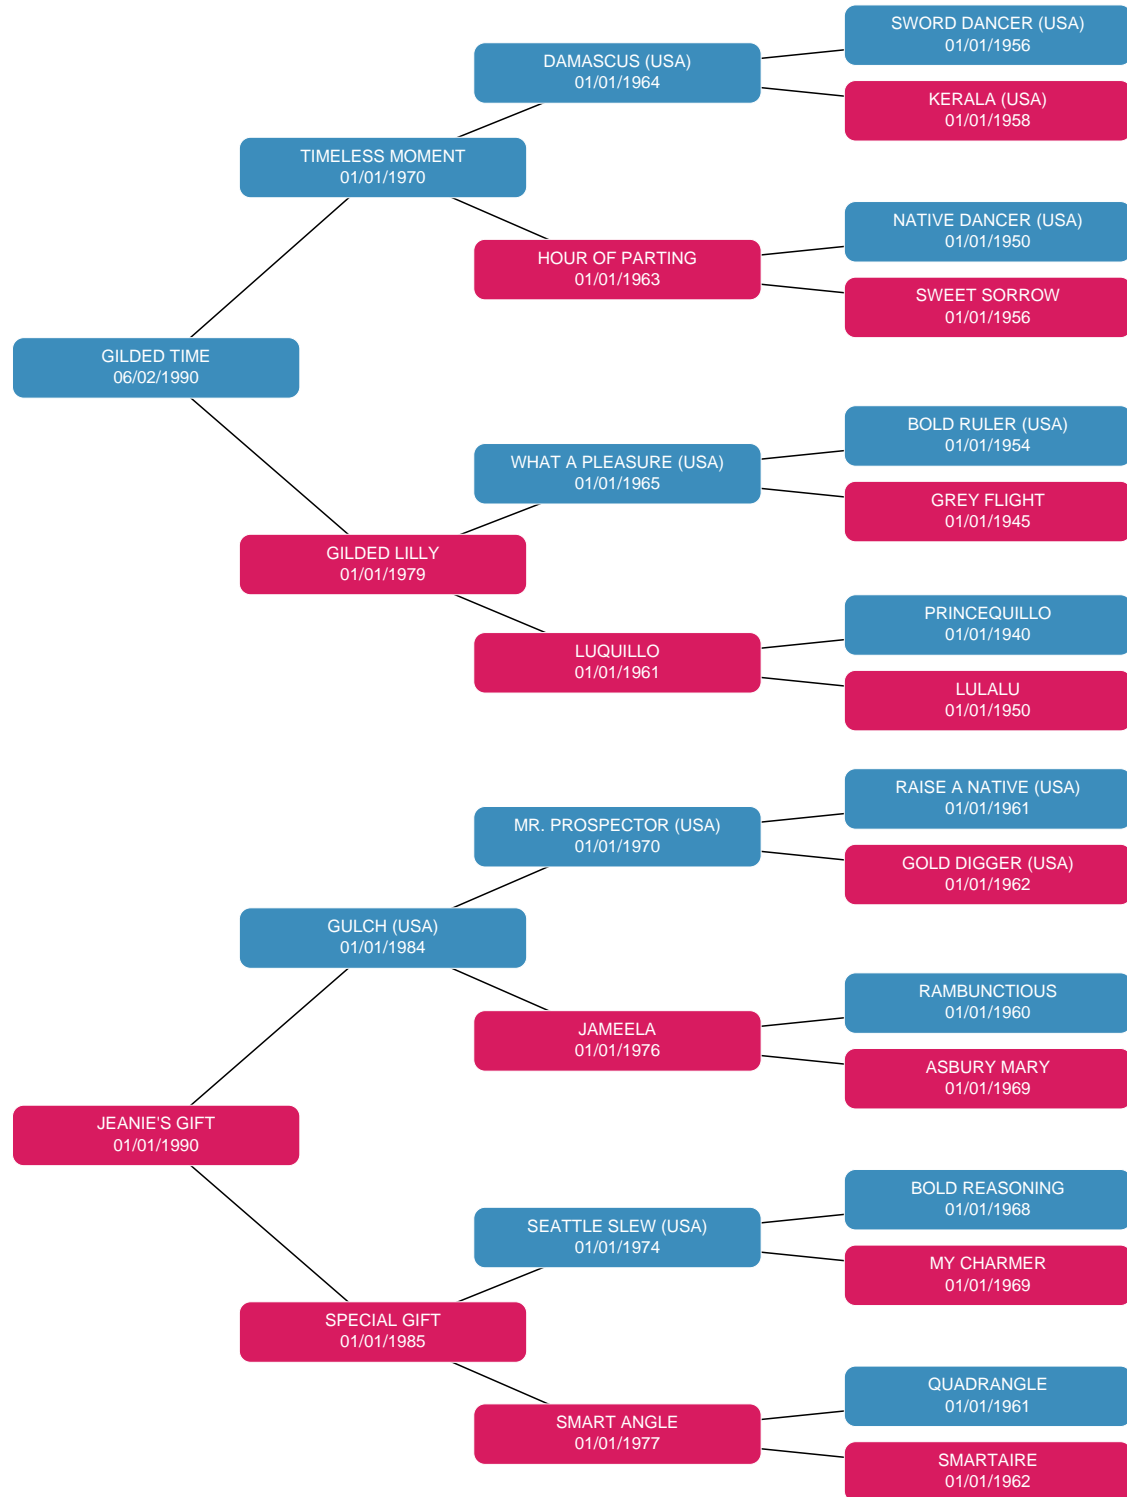 SWORD DANCER (USA)
01/01/1956
DAMASCUS (USA)
01/01/1964
KERALA (USA)
01/01/1958
TIMELESS MOMENT
01/01/1970
NATIVE DANCER (USA)
01/01/1950
HOUR OF PARTING
01/01/1963
SWEET SORROW
01/01/1956
GILDED TIME
06/02/1990
BOLD RULER (USA)
01/01/1954
WHAT A PLEASURE (USA)
01/01/1965
GREY FLIGHT
01/01/1945
GILDED LILLY
01/01/1979
PRINCEQUILLO
01/01/1940
LUQUILLO
01/01/1961
LULALU
01/01/1950
RAISE A NATIVE (USA)
01/01/1961
MR. PROSPECTOR (USA)
01/01/1970
GOLD DIGGER (USA)
01/01/1962
GULCH (USA)
01/01/1984
RAMBUNCTIOUS
01/01/1960
JAMEELA
01/01/1976
ASBURY MARY
01/01/1969
JEANIE'S GIFT
01/01/1990
BOLD REASONING
01/01/1968
SEATTLE SLEW (USA)
01/01/1974
MY CHARMER
01/01/1969
SPECIAL GIFT
01/01/1985
QUADRANGLE
01/01/1961
SMART ANGLE
01/01/1977
SMARTAIRE
01/01/1962